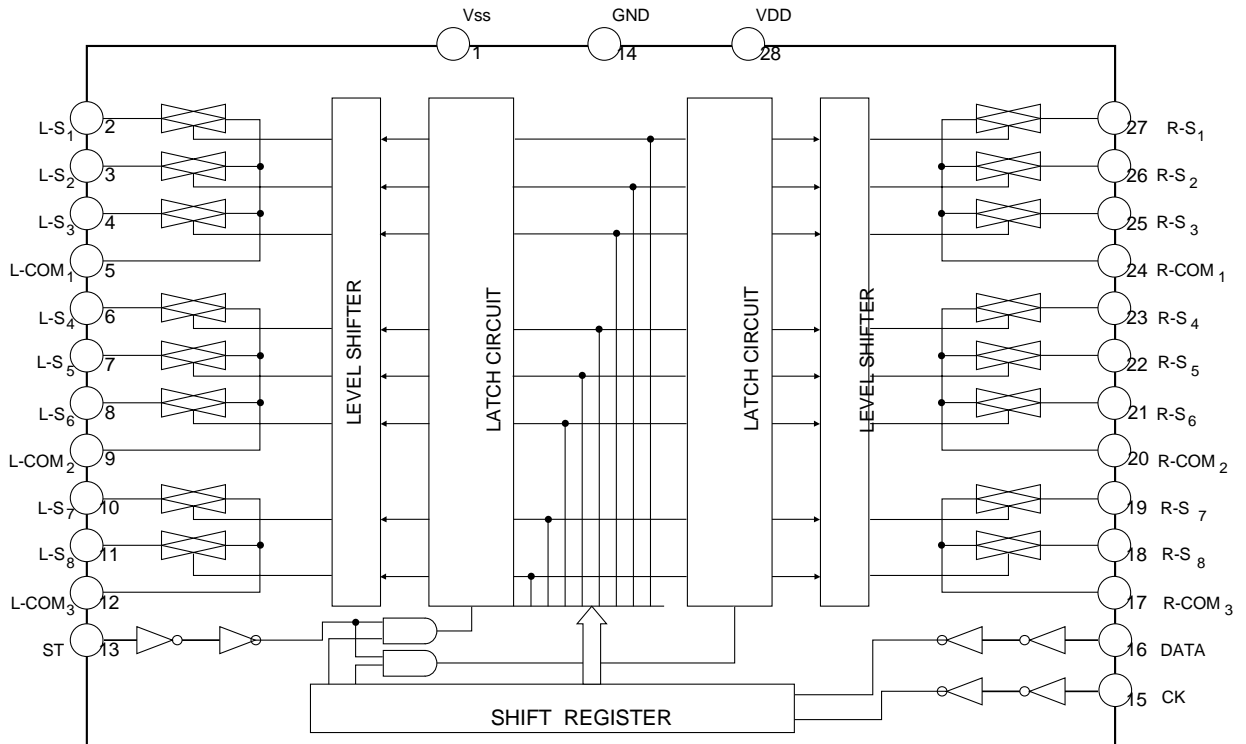 Vss GND VDD
1 14 28
L-S1 2 27 R-S1
L-S2 3 26 R-S2
L-S3 4 25 R-S3
L-COM1 5 24 R-COM1
L-S4 6 23 R-S4
L-S5 7 22 R-S5
L-S6 8 21 R-S6
L-COM2 9 20 R-COM2
L-S7 10 19 R-S7
L-S8 11 18 R-S8
L-COM3 12 17 R-COM3
ST 13 16 DATA
15 CK
LEVEL SHIFTER
LATCH CIRCUIT
LATCH CIRCUIT
LEVEL SHIFTER
SHIFT REGISTER